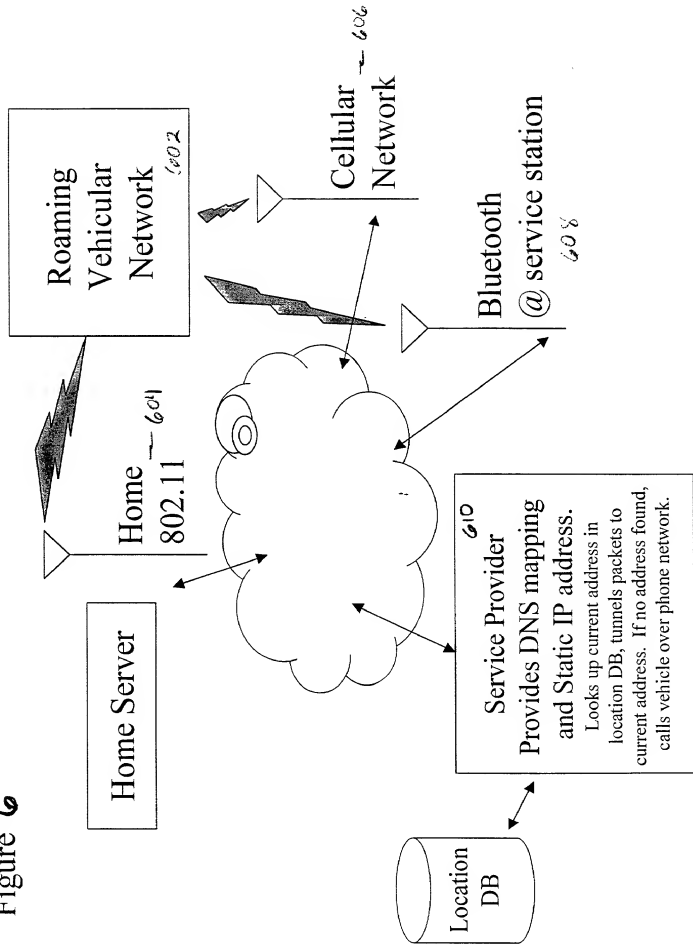 Figure 6
Roaming
Vehicular
Network
602
Home
802.11
604
Home Server
Cellular
Network
606
Bluetooth
@ service station
608
610
Service Provider
Provides DNS mapping
and Static IP address.
Looks up current address in
location DB, tunnels packets to
current address. If no address found,
calls vehicle over phone network.
Location
DB